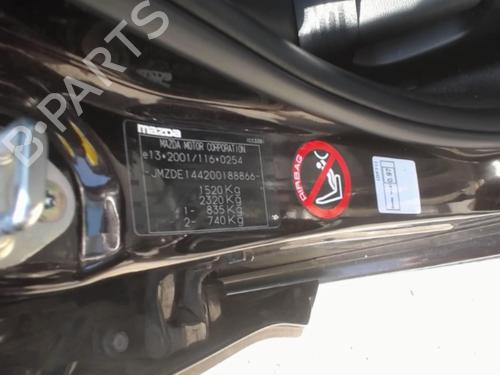 mazda
MAZDA MOTOR CORPORATION
e13*2001/116*0254
-JMZDE144200188866-
1520Kg
2320Kg
1- 835Kg
2- 740Kg
AIRBAG
B-PARTS